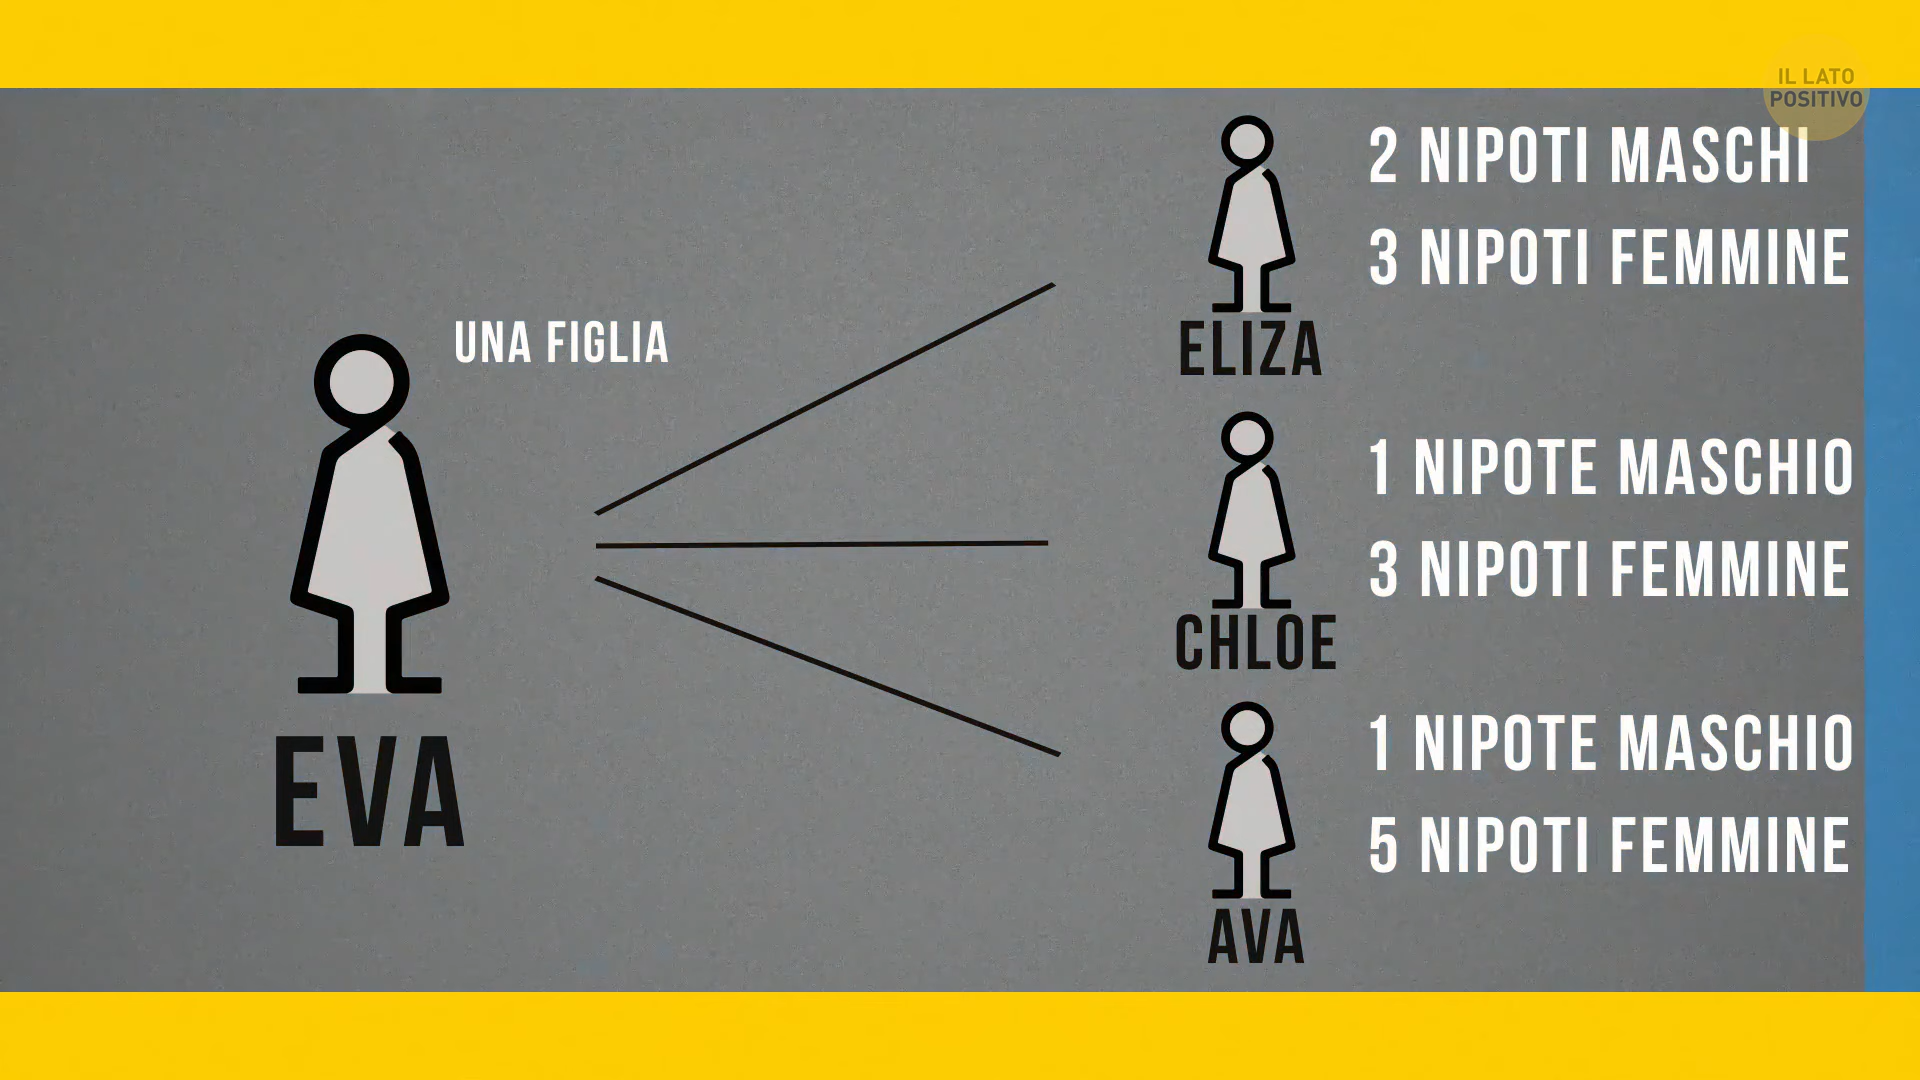 IL LATO
POSITIVO
UNA FIGLIA
EVA
2 NIPOTI MASCHI
3 NIPOTI FEMMINE
ELIZA
1 NIPOTE MASCHIO
3 NIPOTI FEMMINE
CHLOE
1 NIPOTE MASCHIO
5 NIPOTI FEMMINE
AVA